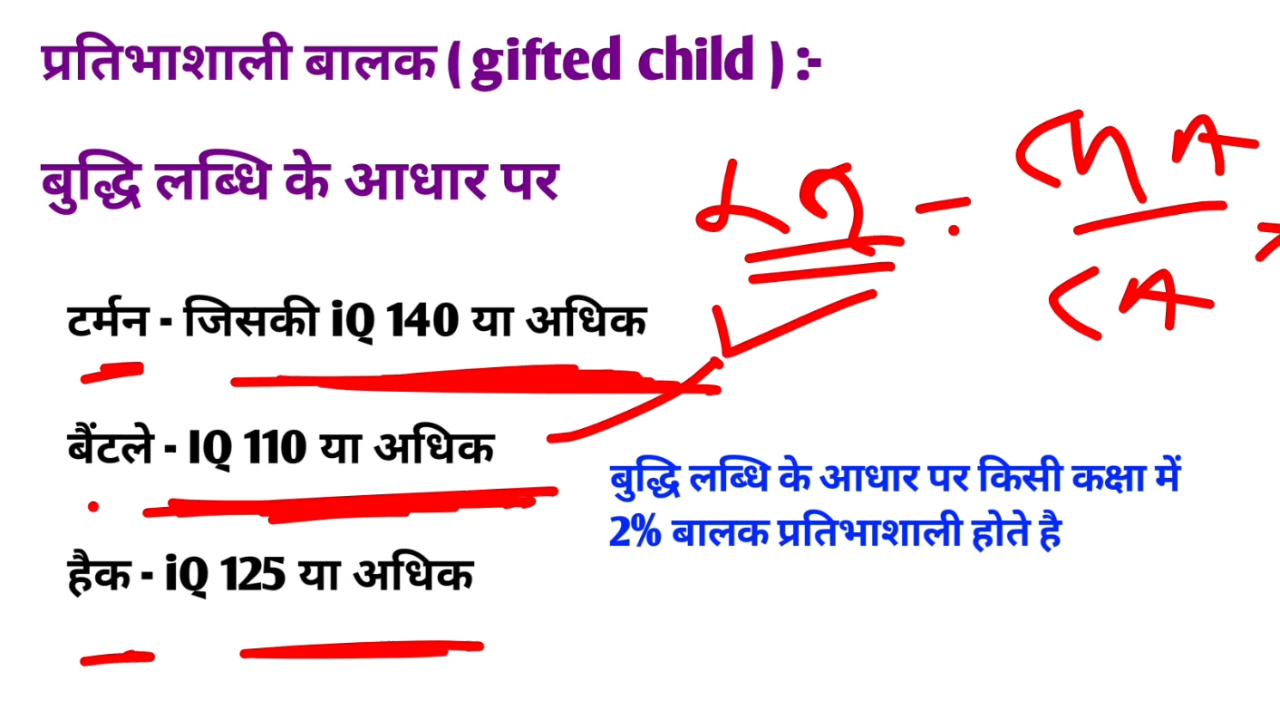 प्रतिभाशाली बालक ( gifted child ) :-
बुद्धि लब्धि के आधार पर
IQ = MA
CA
टर्मन - जिसकी iQ 140 या अधिक
बैंटले - IQ 110 या अधिक
बुद्धि लब्धि के आधार पर किसी कक्षा में
2% बालक प्रतिभाशाली होते है
हैक - iQ 125 या अधिक